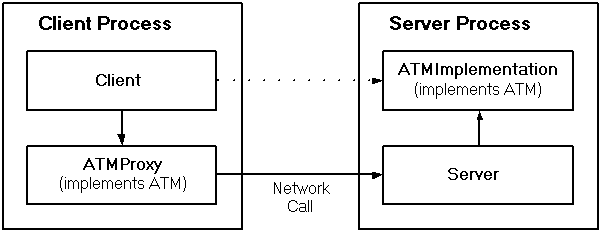 Client Process
Client
ATMProxy
(implements ATM)
Network
Call
Server Process
ATMImplementation
(implements ATM)
Server